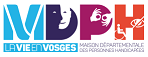 MDPH
LA VIE EN VOSGES MAISON DÉPARTEMENTALE
DES PERSONNES HANDICAPÉES